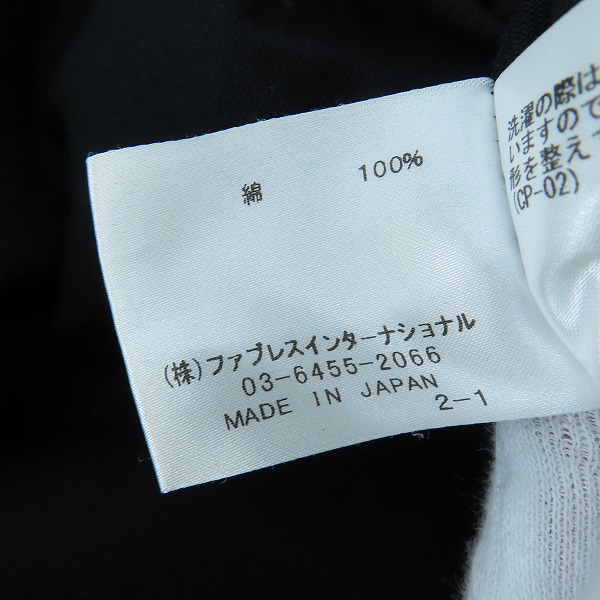 綿 100%
(株)ファブレスインターナショナル
03-6455-2066
MADE IN JAPAN
2-1
洗濯の際は
いますので
形を整え
(CP-02)